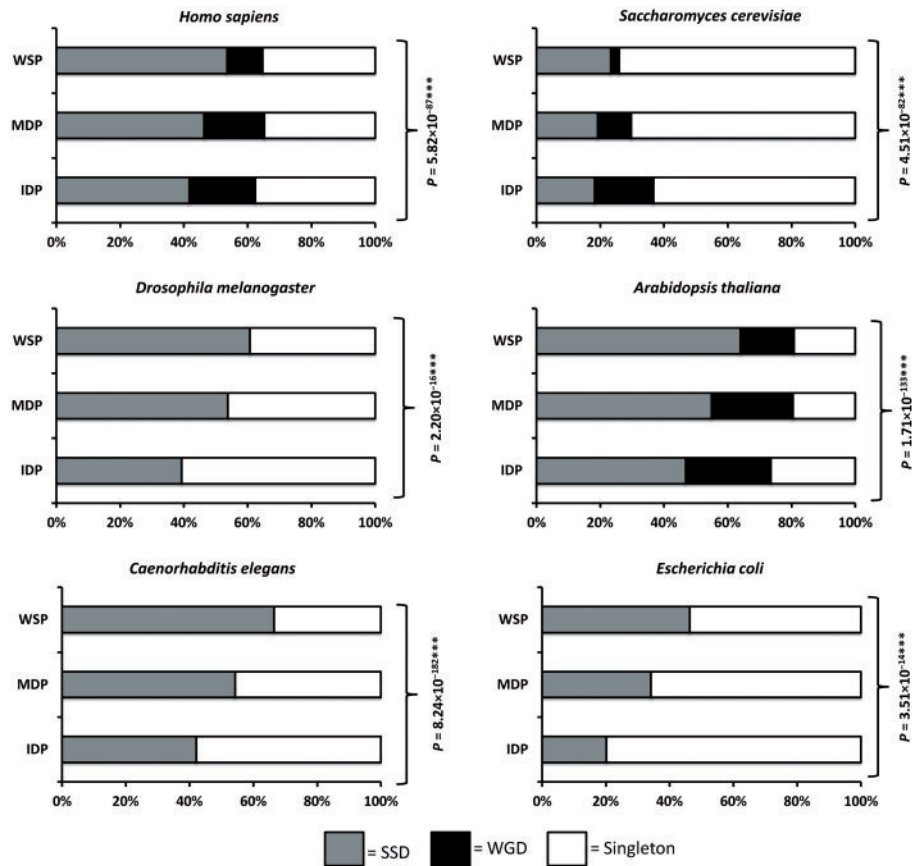 Homo sapiens
WSP
MDP
IDP
0% 20% 40% 60% 80% 100%
P = 5.82×10⁻⁸⁷***
Saccharomyces cerevisiae
WSP
MDP
IDP
0% 20% 40% 60% 80% 100%
P = 4.51×10⁻⁸²***
Drosophila melanogaster
WSP
MDP
IDP
0% 20% 40% 60% 80% 100%
P = 2.20×10⁻¹⁶***
Arabidopsis thaliana
WSP
MDP
IDP
0% 20% 40% 60% 80% 100%
P = 1.71×10⁻¹³³***
Caenorhabditis elegans
WSP
MDP
IDP
0% 20% 40% 60% 80% 100%
P = 8.24×10⁻¹⁸²***
Escherichia coli
WSP
MDP
IDP
0% 20% 40% 60% 80% 100%
P = 3.51×10⁻¹⁴***
= SSD = WGD = Singleton